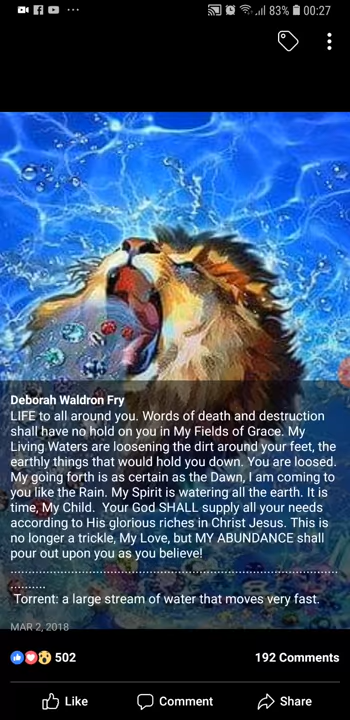 83% 00:27
Deborah Waldron Fry
LIFE to all around you. Words of death and destruction
shall have no hold on you in My Fields of Grace. My
Living Waters are loosening the dirt around your feet, the
earthly things that would hold you down. You are loosed.
My going forth is as certain as the Dawn, I am coming to
you like the Rain. My Spirit is watering all the earth. It is
time, My Child.  Your God SHALL supply all your needs
according to His glorious riches in Christ Jesus. This is
no longer a trickle, My Love, but MY ABUNDANCE shall
pour out upon you as you believe!
....................................................................................
..........
Torrent: a large stream of water that moves very fast.
MAR 2, 2018
502 192 Comments
Like Comment Share